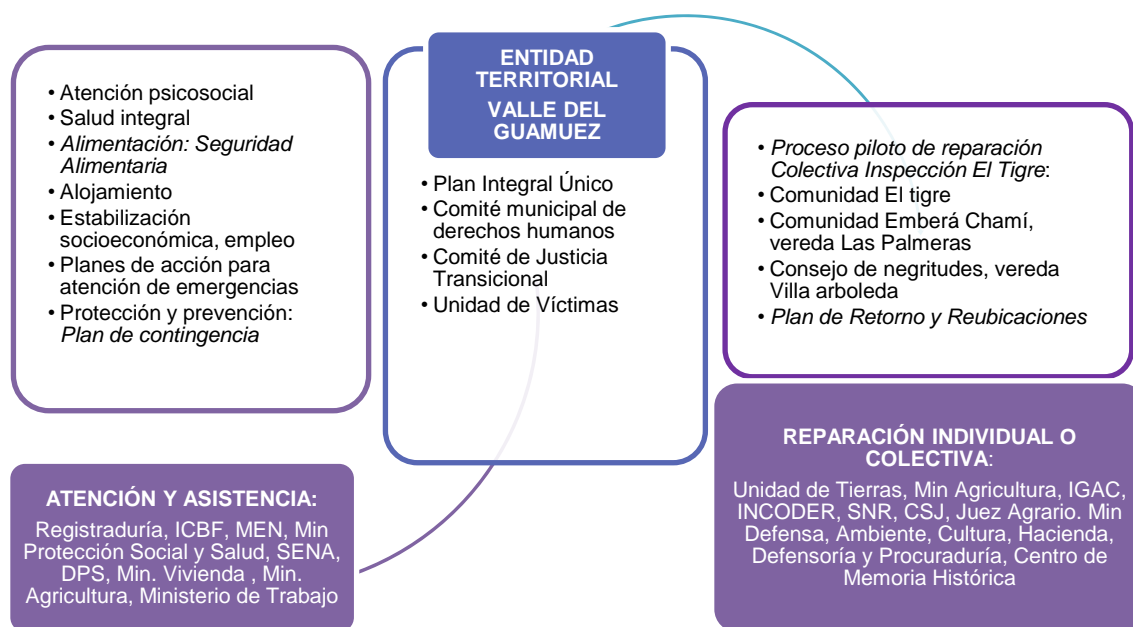 • Atención psicosocial
• Salud integral
• Alimentación: Seguridad
Alimentaria
• Alojamiento
• Estabilización
socioeconómica, empleo
• Planes de acción para
atención de emergencias
• Protección y prevención:
Plan de contingencia
ATENCIÓN Y ASISTENCIA:
Registraduría, ICBF, MEN, Min
Protección Social y Salud, SENA,
DPS, Min. Vivienda , Min.
Agricultura, Ministerio de Trabajo
ENTIDAD
TERRITORIAL
VALLE DEL
GUAMUEZ
• Plan Integral Único
• Comité municipal de
derechos humanos
• Comité de Justicia
Transicional
• Unidad de Víctimas
• Proceso piloto de reparación
Colectiva Inspección El Tigre:
• Comunidad El tigre
• Comunidad Emberá Chamí,
vereda Las Palmeras
• Consejo de negritudes, vereda
Villa arboleda
• Plan de Retorno y Reubicaciones
REPARACIÓN INDIVIDUAL O
COLECTIVA:
Unidad de Tierras, Min Agricultura, IGAC,
INCODER, SNR, CSJ, Juez Agrario. Min
Defensa, Ambiente, Cultura, Hacienda,
Defensoría y Procuraduría, Centro de
Memoria Histórica